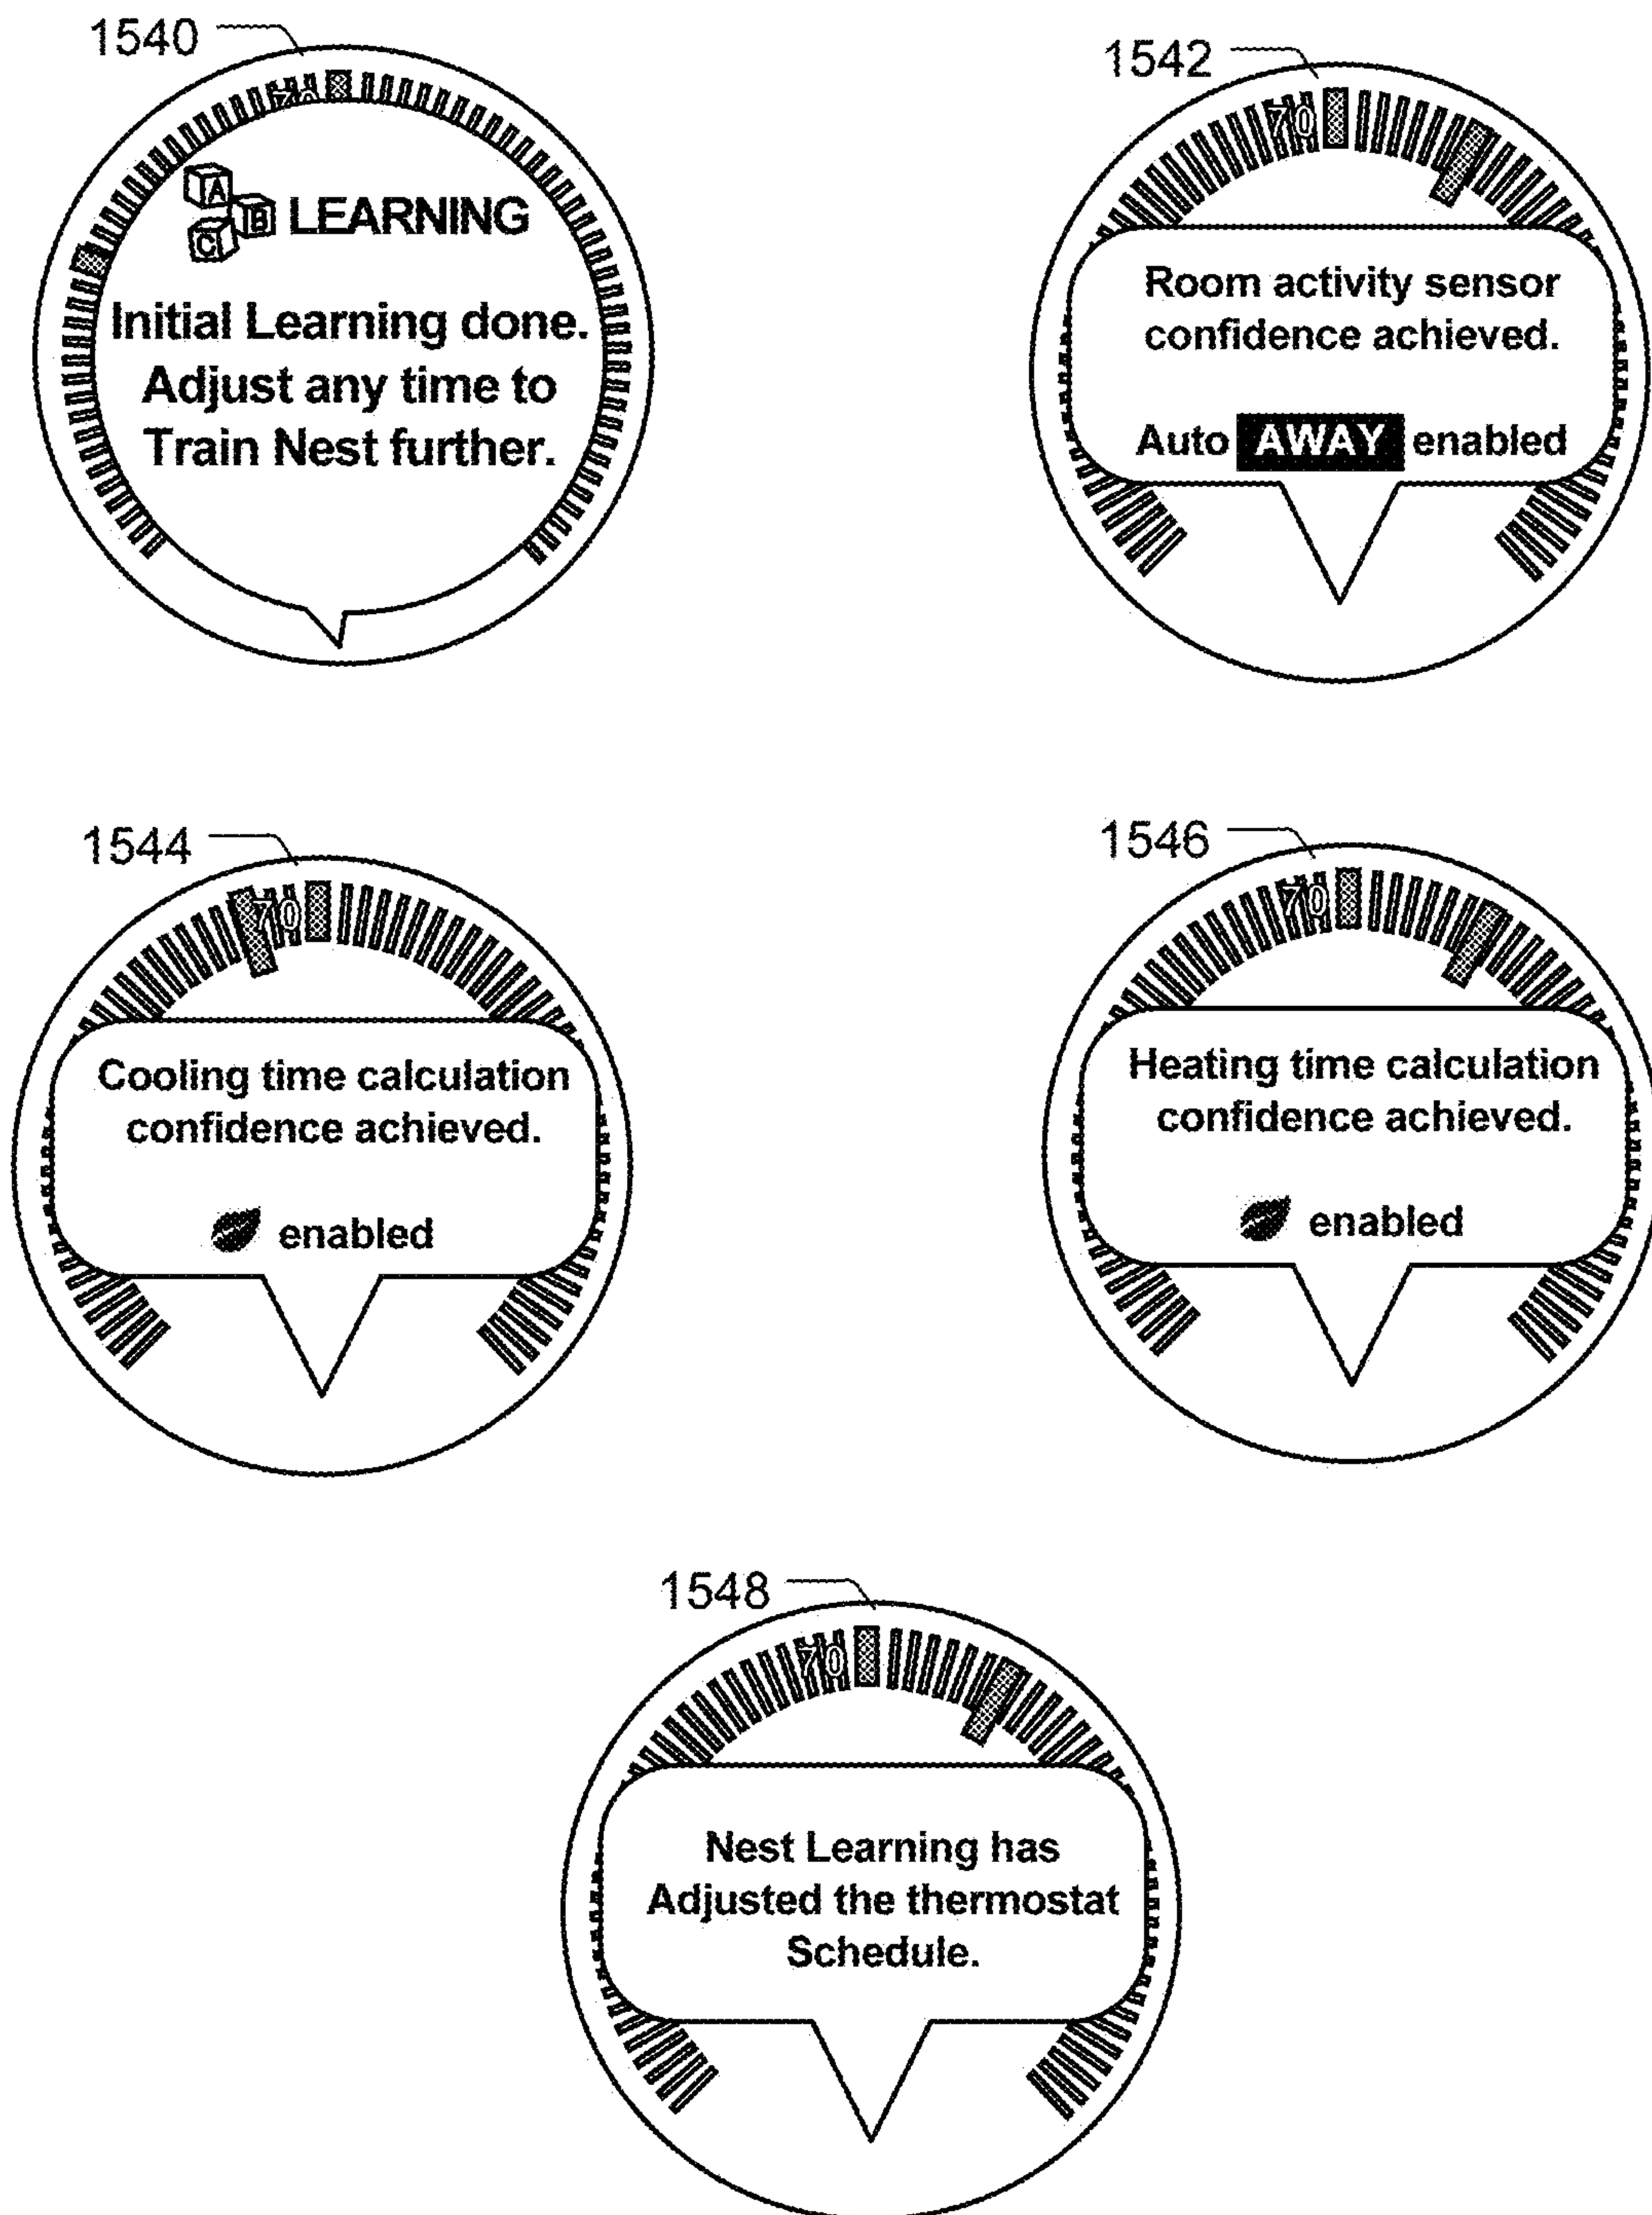 1540
70
A
B
C
LEARNING
Initial Learning done.
Adjust any time to
Train Nest further.
1542
70
Room activity sensor
confidence achieved.
Auto AWAY enabled
1544
70
Cooling time calculation
confidence achieved.
enabled
1546
70
Heating time calculation
confidence achieved.
enabled
1548
70
Nest Learning has
Adjusted the thermostat
Schedule.